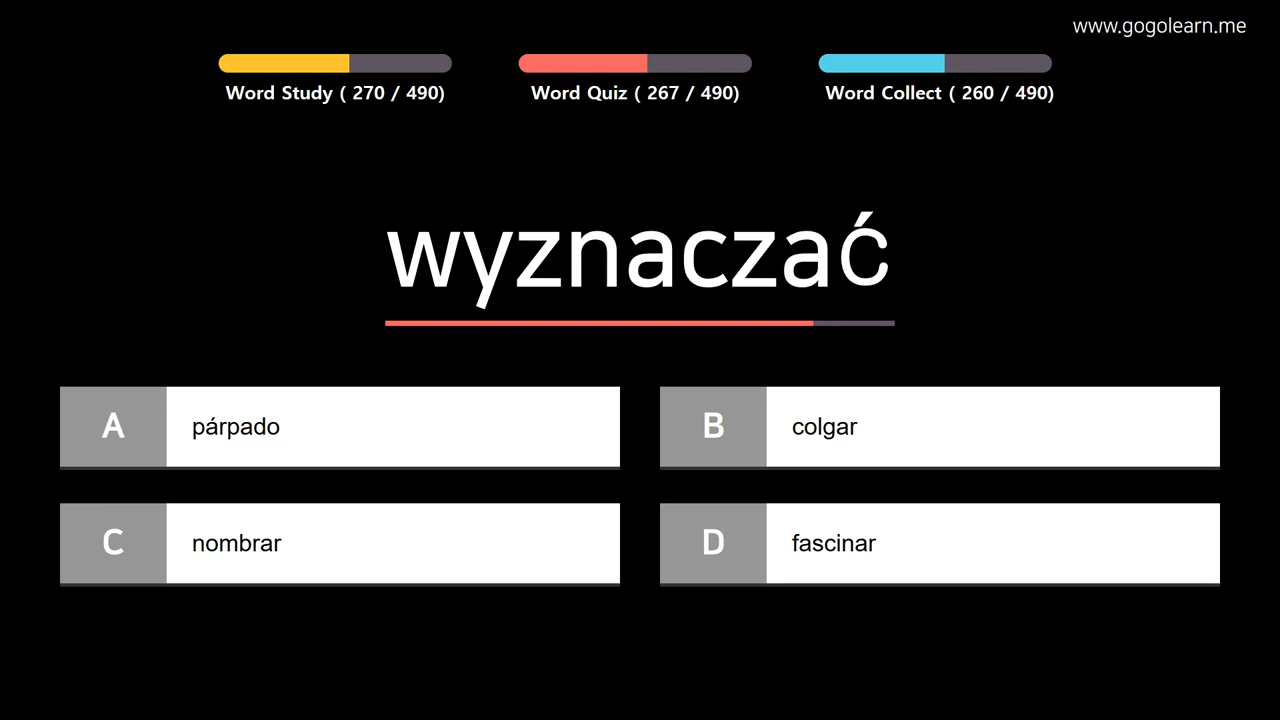 www.gogolearn.me
Word Study ( 270 / 490)
Word Quiz ( 267 / 490)
Word Collect ( 260 / 490)
wyznaczać
A párpado
B colgar
C nombrar
D fascinar